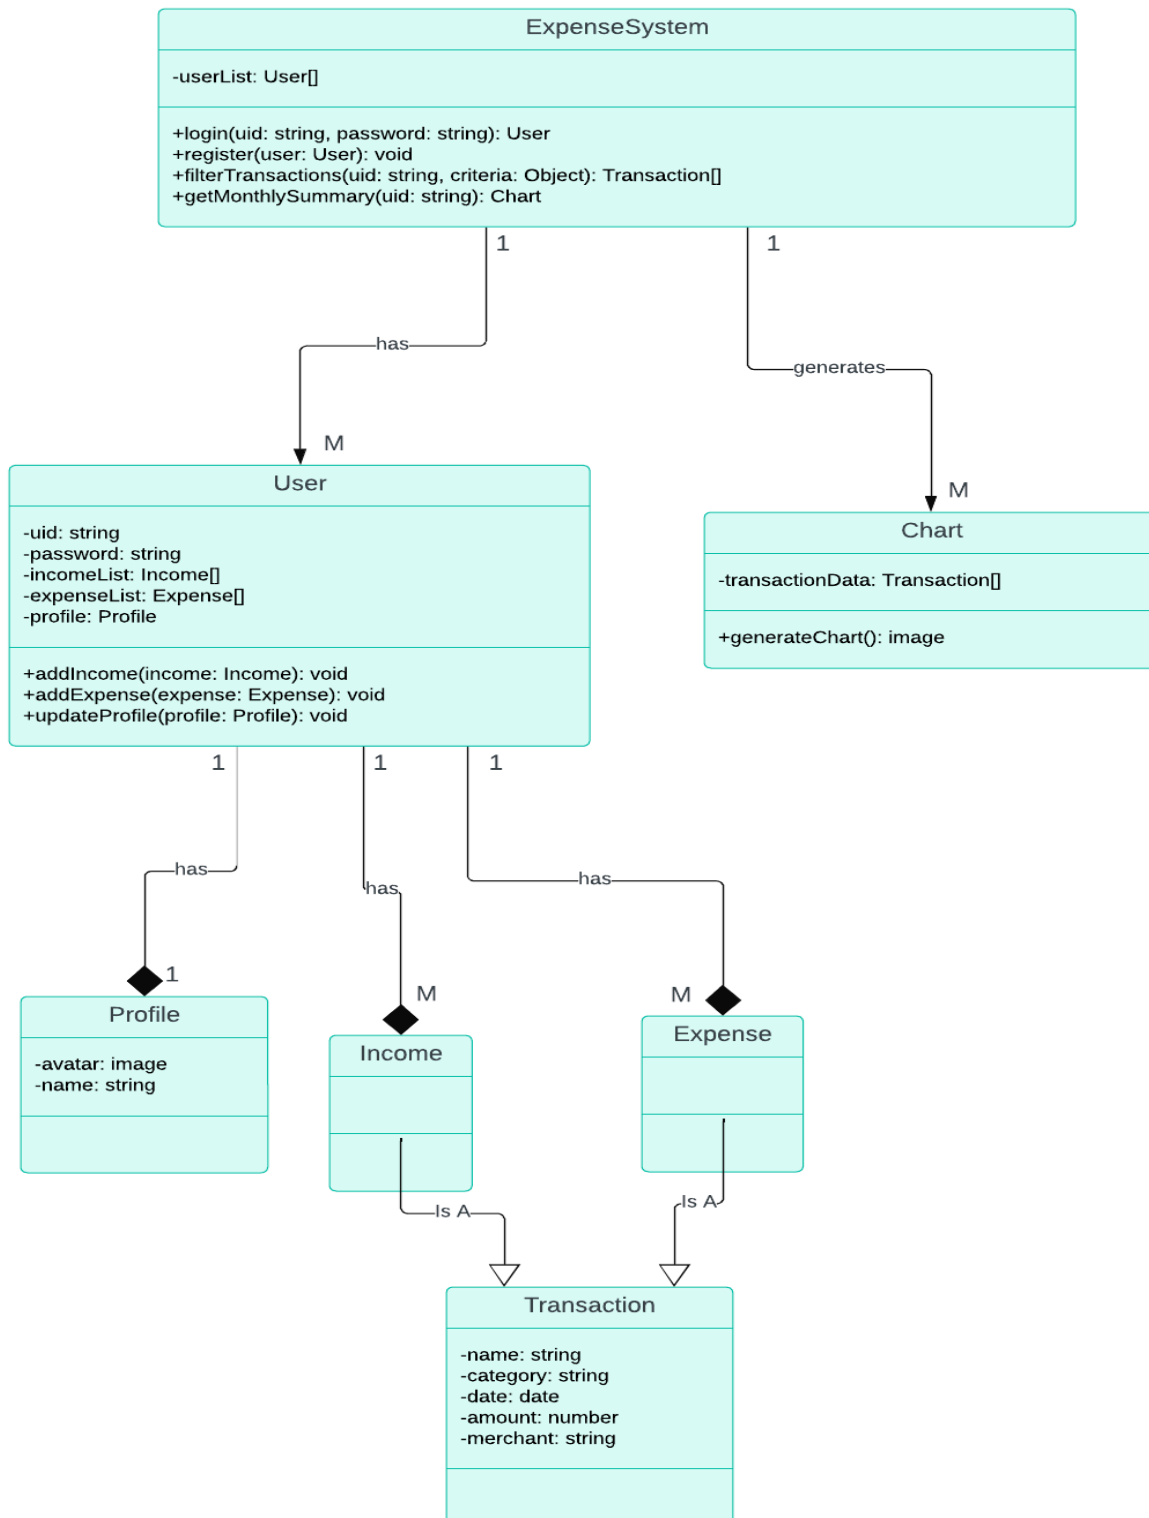 ExpenseSystem
-userList: User[]
+login(uid: string, password: string): User
+register(user: User): void
+filterTransactions(uid: string, criteria: Object): Transaction[]
+getMonthlySummary(uid: string): Chart
1
1
has
generates
M
M
User
-uid: string
-password: string
-incomeList: Income[]
-expenseList: Expense[]
-profile: Profile
+addIncome(income: Income): void
+addExpense(expense: Expense): void
+updateProfile(profile: Profile): void
Chart
-transactionData: Transaction[]
+generateChart(): image
1
1
1
has
has
has
1
M
M
Profile
-avatar: image
-name: string
Income
Expense
Is A
Is A
Transaction
-name: string
-category: string
-date: date
-amount: number
-merchant: string